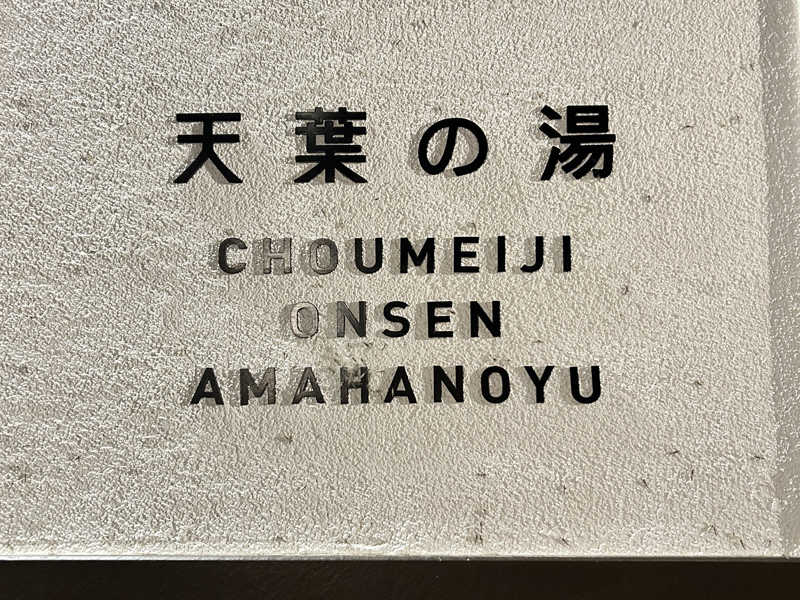 天葉の湯
CHOUMEIJI
ONSEN
AMAHANOYU